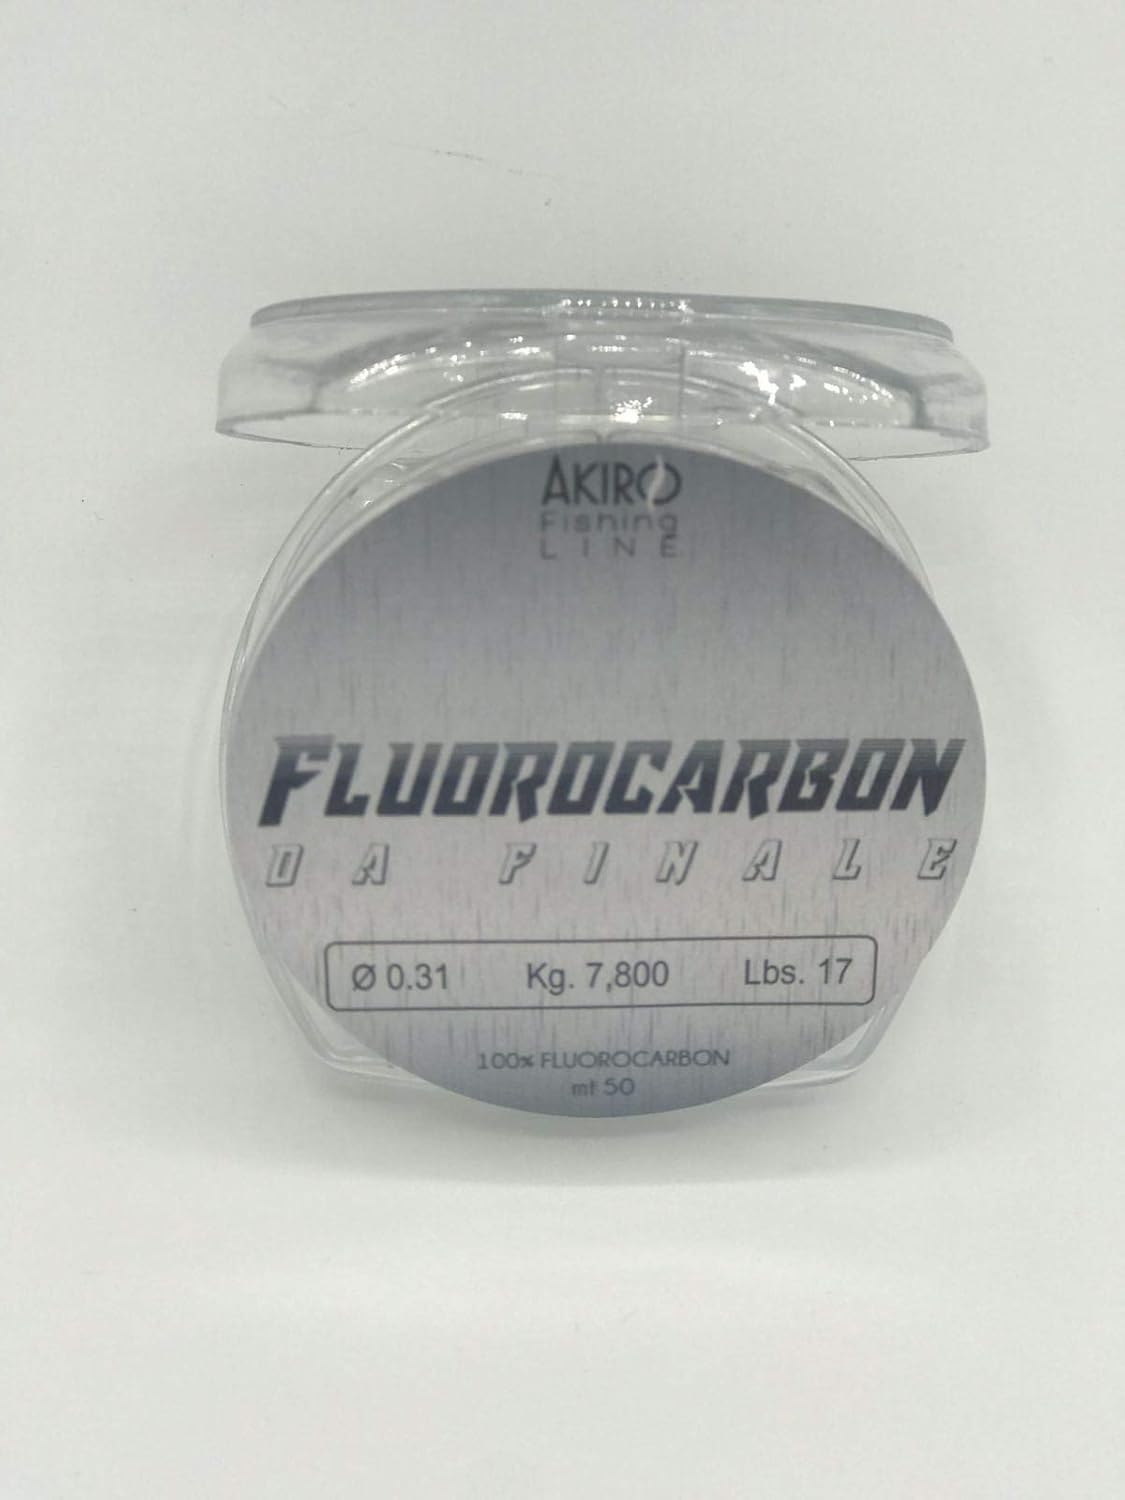 AKIRO
Fishing
LINE
FLUOROCARBON
DA FINALE
Ø 0.31 Kg. 7,800 Lbs. 17
100% FLUOROCARBON
mt 50